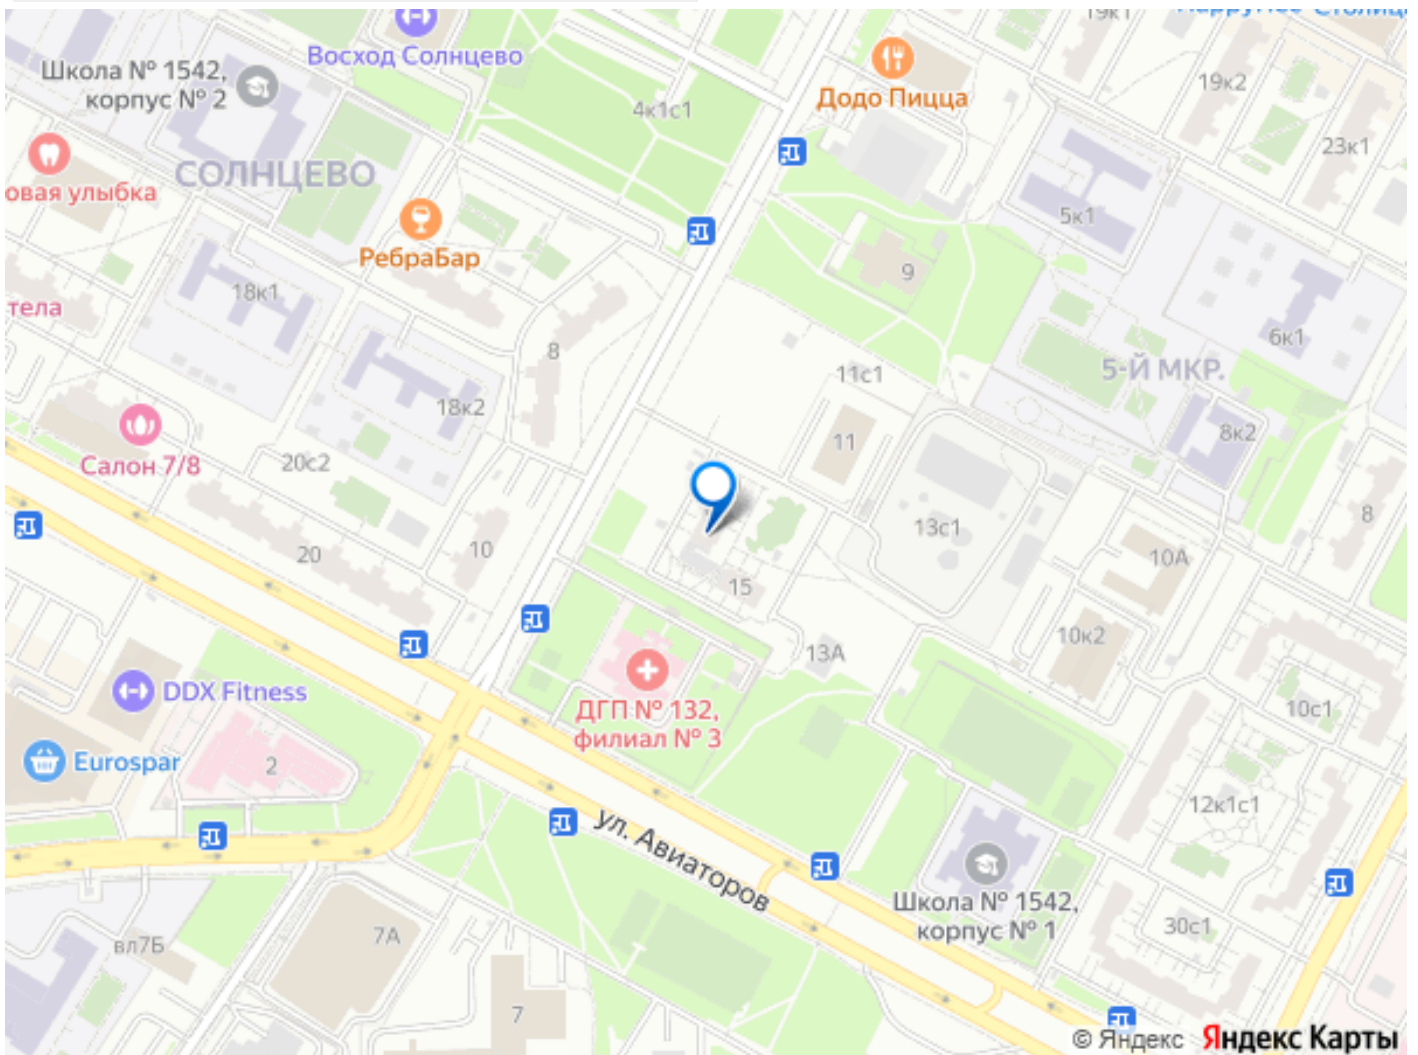 19к1
Восход Солнцево
Школа № 1542,
корпус № 2
4к1с1
Додо Пицца
19к2
23к1
СОЛНЦЕВО
овая улыбка
5к1
РебраБар
9
18к1
тела
6к1
8
11с1
5-Й МКР.
18к2
11
8к2
Салон 7/8
20с2
8
13с1
20
10
10А
15
10к2
13А
DDX Fitness
ДГП № 132,
филиал № 3
10с1
Eurospar
2
12к1с1
ул. Авиаторов
Школа № 1542,
корпус № 1
30с1
7А
вл7Б
7
© Яндекс Яндекс Карты